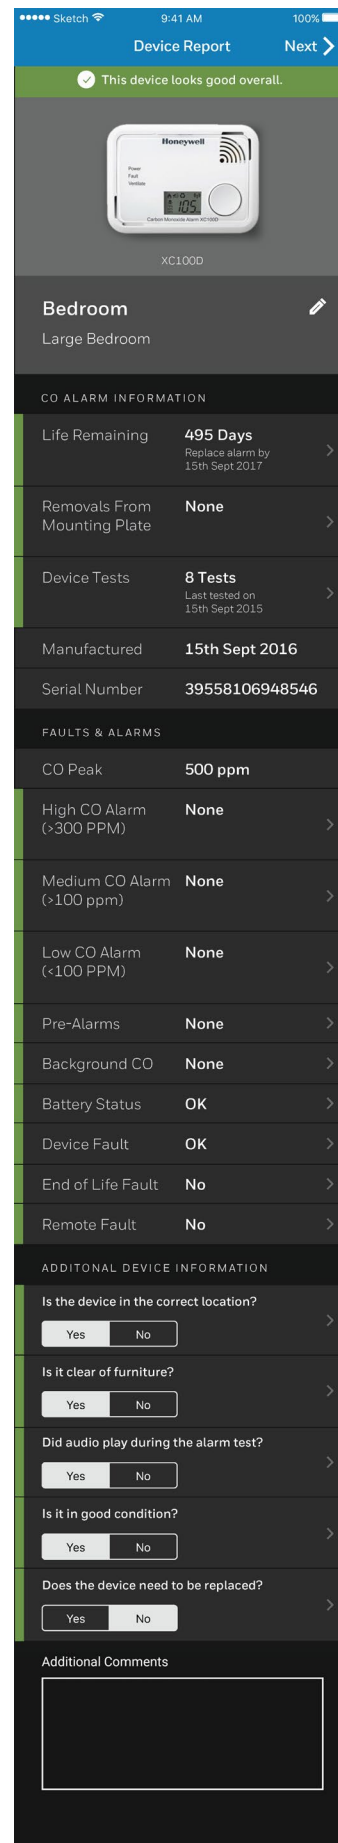 Sketch 9:41 AM 100%
Device Report Next
This device looks good overall.
Honeywell
Power
Fault
Ventilate
105
Carbon Monoxide Alarm XC100D
XC100D
Bedroom
Large Bedroom
CO ALARM INFORMATION
Life Remaining 495 Days
Replace alarm by
15th Sept 2017
Removals From None
Mounting Plate
Device Tests 8 Tests
Last tested on
15th Sept 2015
Manufactured 15th Sept 2016
Serial Number 39558106948546
FAULTS & ALARMS
CO Peak 500 ppm
High CO Alarm None
(>300 PPM)
Medium CO Alarm None
(>100 ppm)
Low CO Alarm None
(<100 PPM)
Pre-Alarms None
Background CO None
Battery Status OK
Device Fault OK
End of Life Fault No
Remote Fault No
ADDITONAL DEVICE INFORMATION
Is the device in the correct location?
Yes No
Is it clear of furniture?
Yes No
Did audio play during the alarm test?
Yes No
Is it in good condition?
Yes No
Does the device need to be replaced?
Yes No
Additional Comments